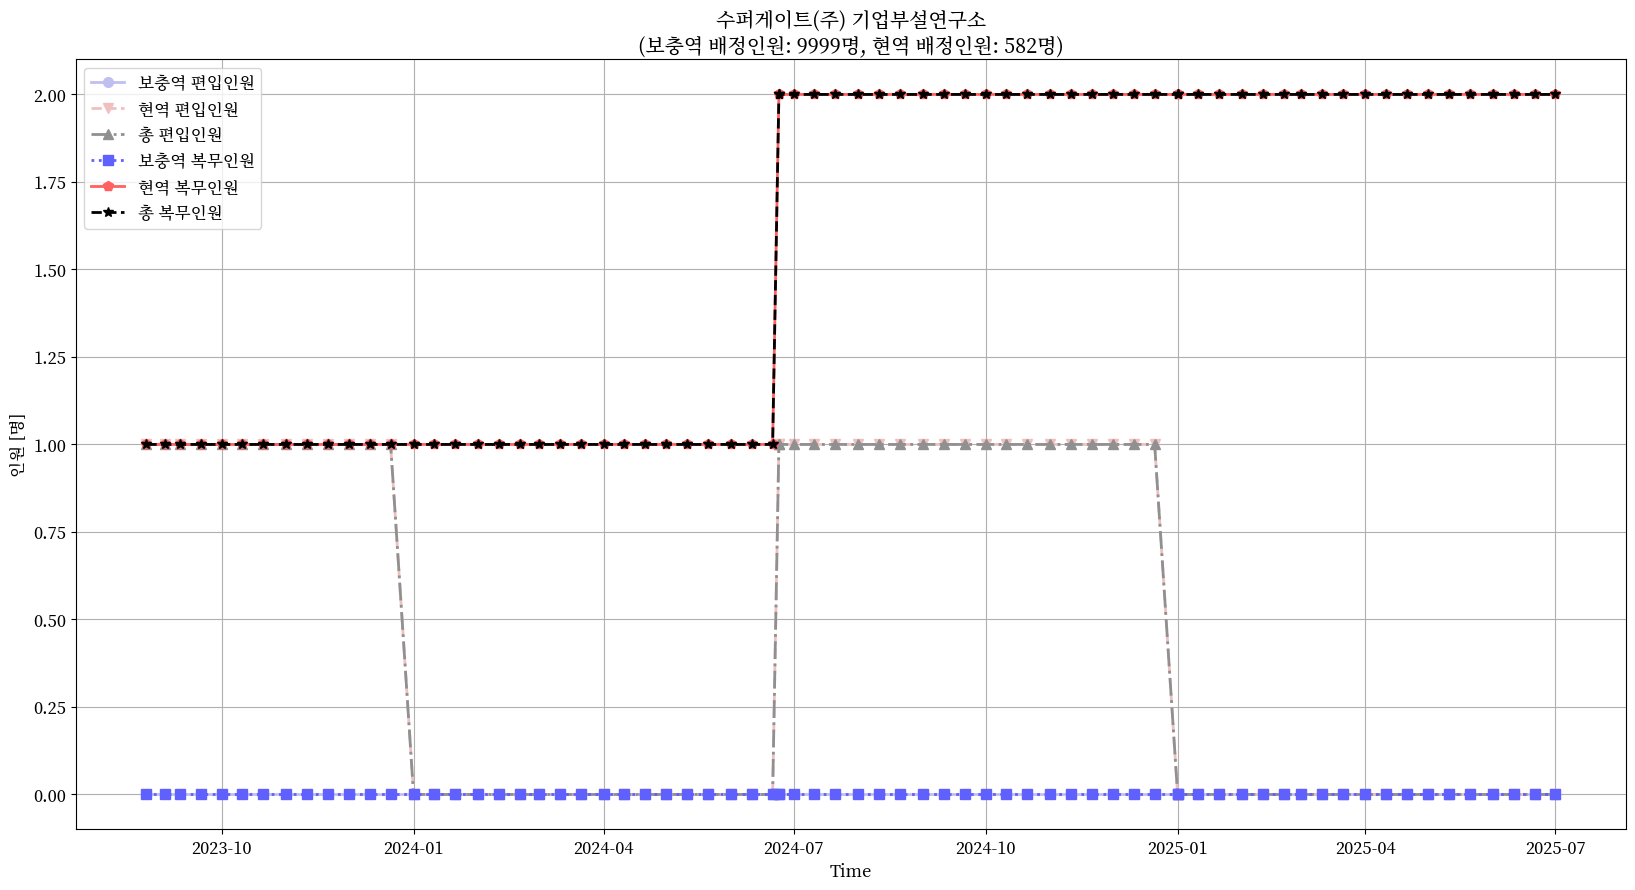 수퍼게이트(주) 기업부설연구소
(보충역 배정인원: 9999명, 현역 배정인원: 582명)
보충역 편입인원
현역 편입인원
총 편입인원
보충역 복무인원
현역 복무인원
총 복무인원
2.00
1.75
1.50
1.25
1.00
0.75
0.50
0.25
0.00
인원 [명]
2023-10
2024-01
2024-04
2024-07
2024-10
2025-01
2025-04
2025-07
Time